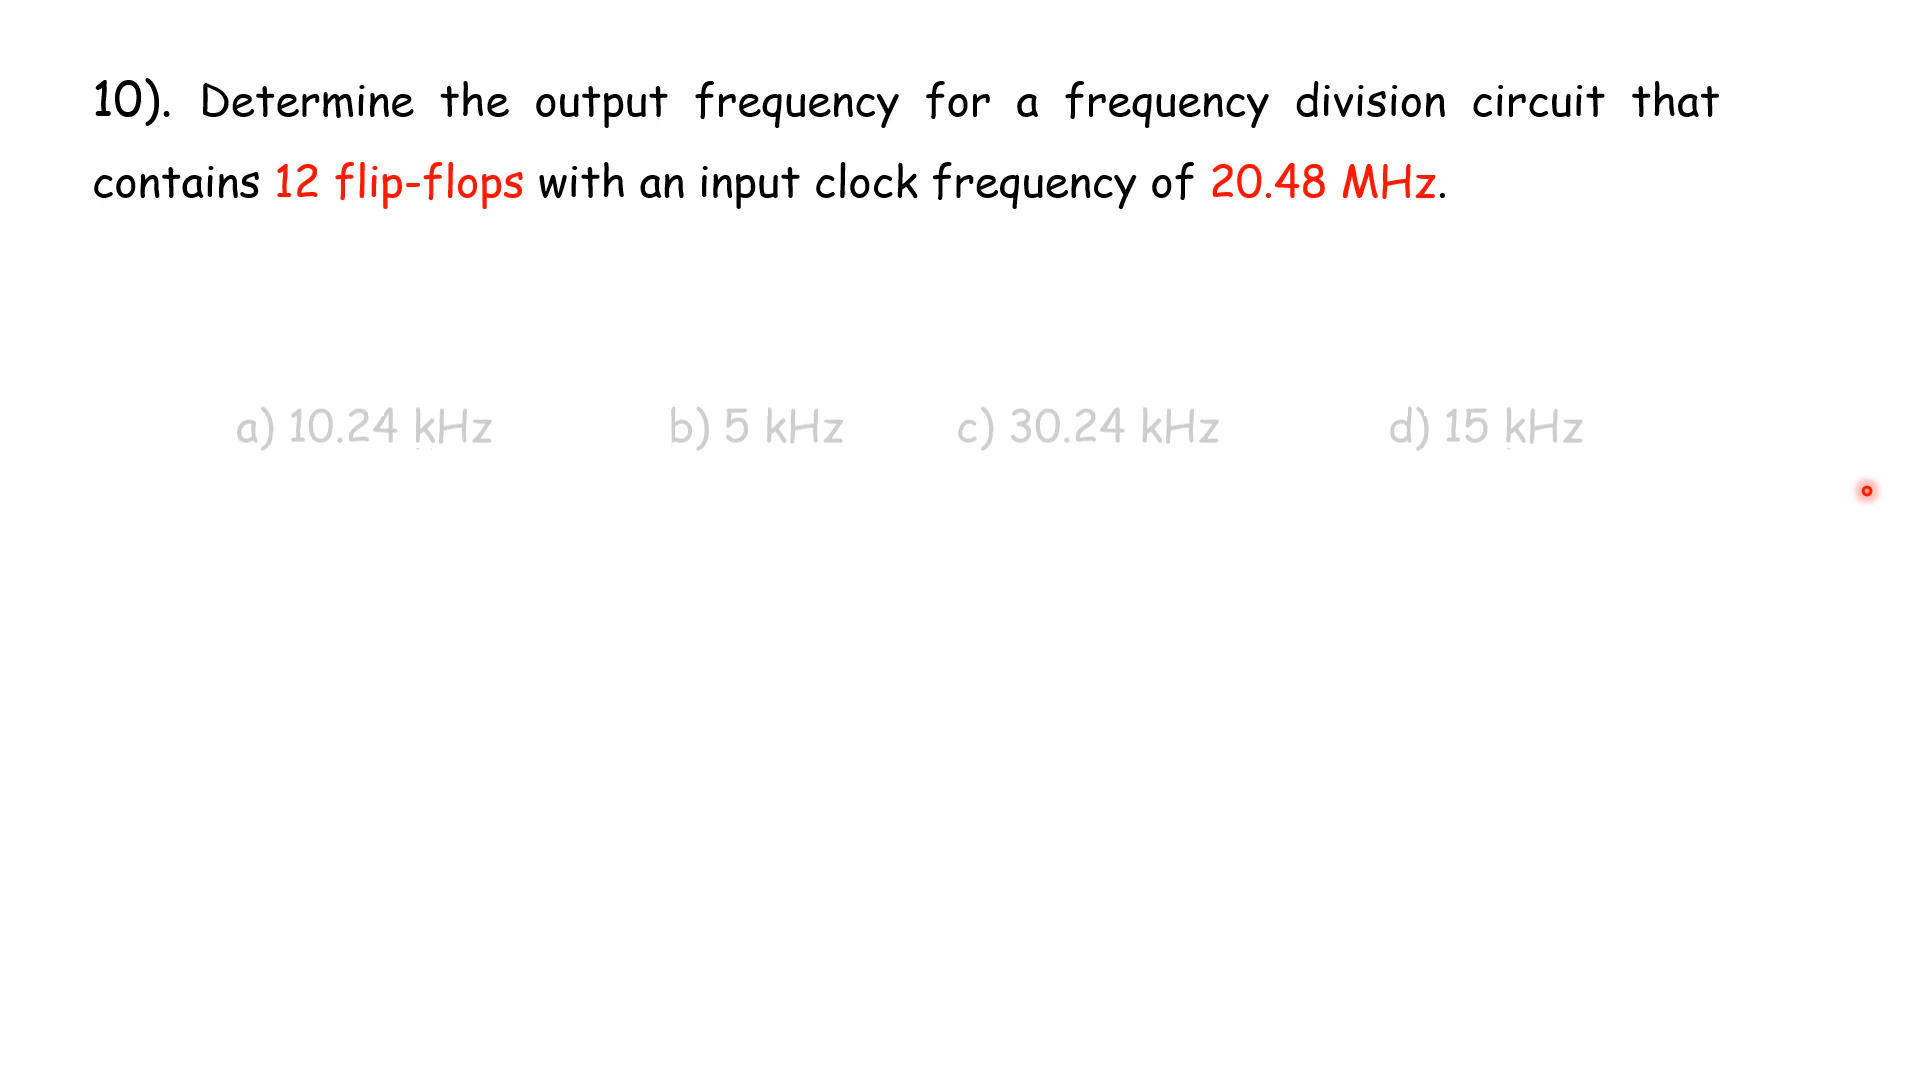 10). Determine the output frequency for a frequency division circuit that
contains 12 flip-flops with an input clock frequency of 20.48 MHz.
a) 10.24 kHz b) 5 kHz c) 30.24 kHz d) 15 kHz